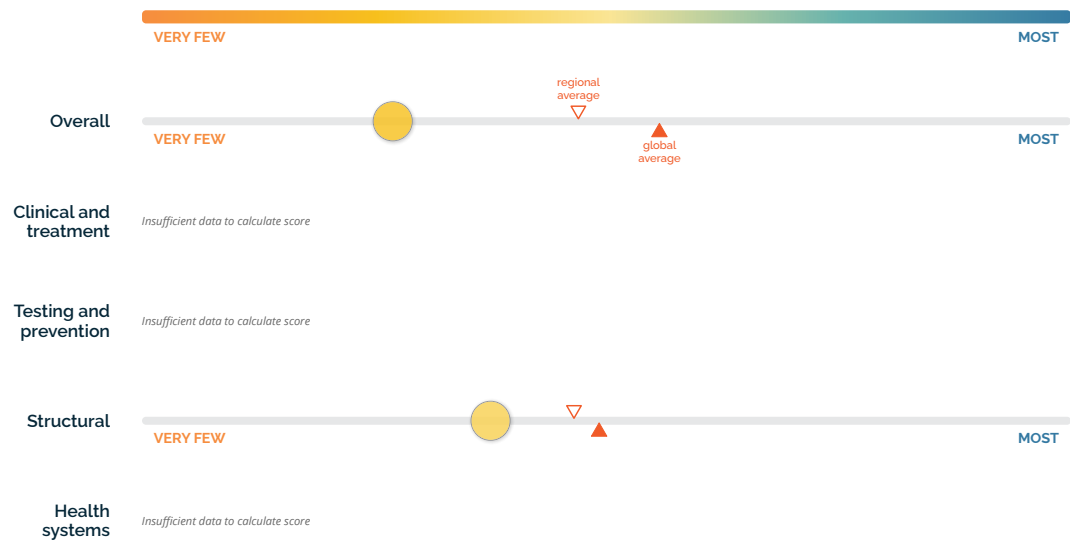 VERY FEW
MOST
regional
average
Overall
VERY FEW
MOST
global
average
Clinical and
treatment
Insufficient data to calculate score
Testing and
prevention
Insufficient data to calculate score
Structural
VERY FEW
MOST
Health
systems
Insufficient data to calculate score